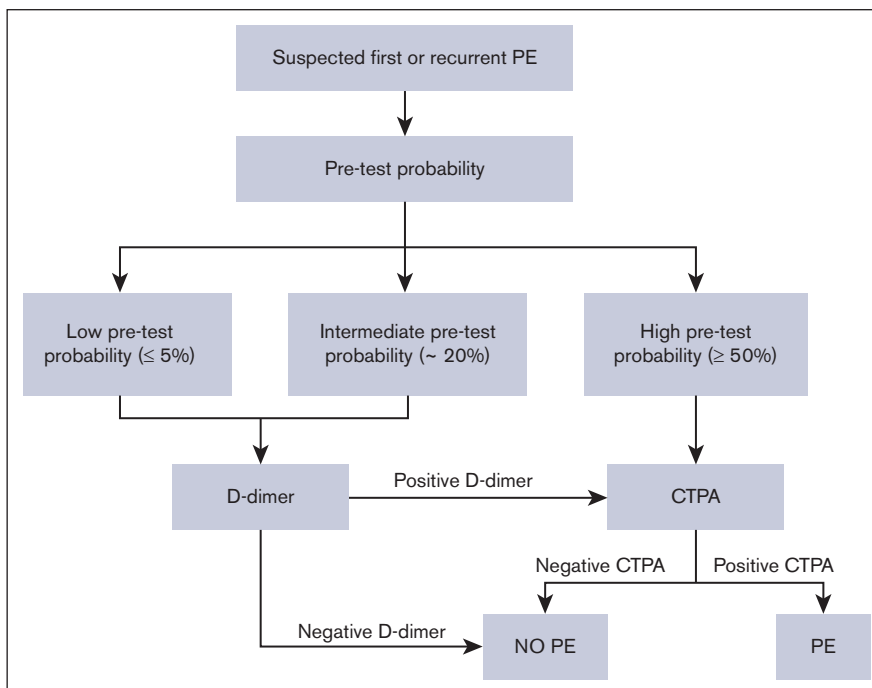 Suspected first or recurrent PE
Pre-test probability
Low pre-test
probability (≤ 5%)
Intermediate pre-test
probability (~ 20%)
High pre-test
probability (≥ 50%)
D-dimer
Positive D-dimer
CTPA
Negative CTPA
Positive CTPA
Negative D-dimer
NO PE
PE